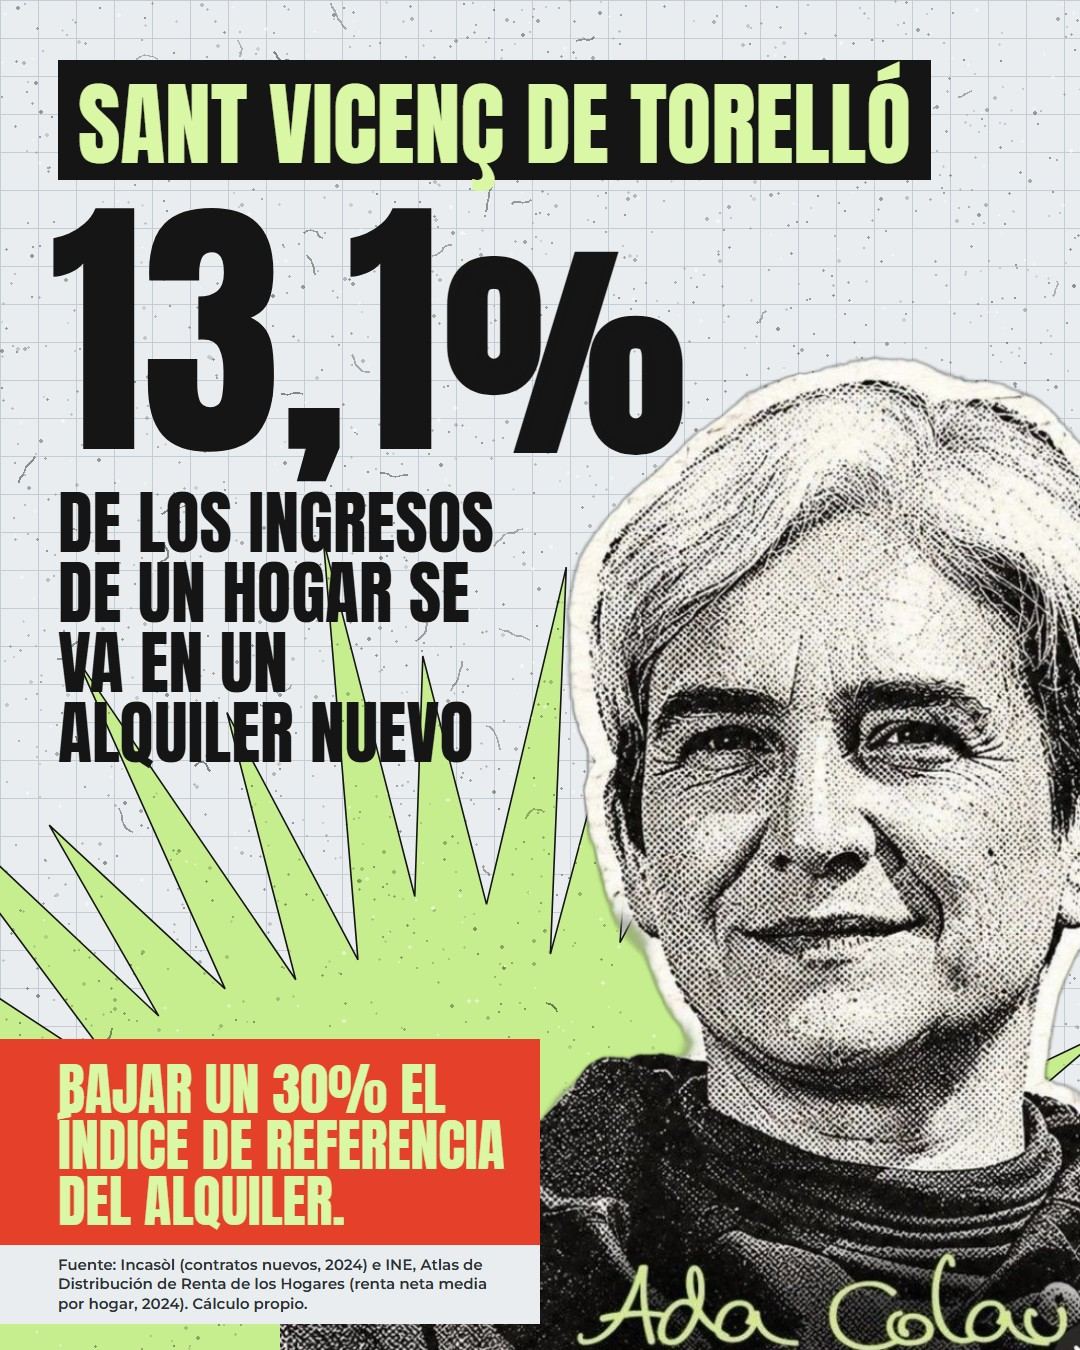 SANT VICENÇ DE TORELLÓ
13,1%
DE LOS INGRESOS
DE UN HOGAR SE
VA EN UN
ALQUILER NUEVO
BAJAR UN 30% EL
ÍNDICE DE REFERENCIA
DEL ALQUILER.
Fuente: Incasòl (contratos nuevos, 2024) e INE, Atlas de
Distribución de Renta de los Hogares (renta neta media
por hogar, 2024). Cálculo propio.
Ada Colau